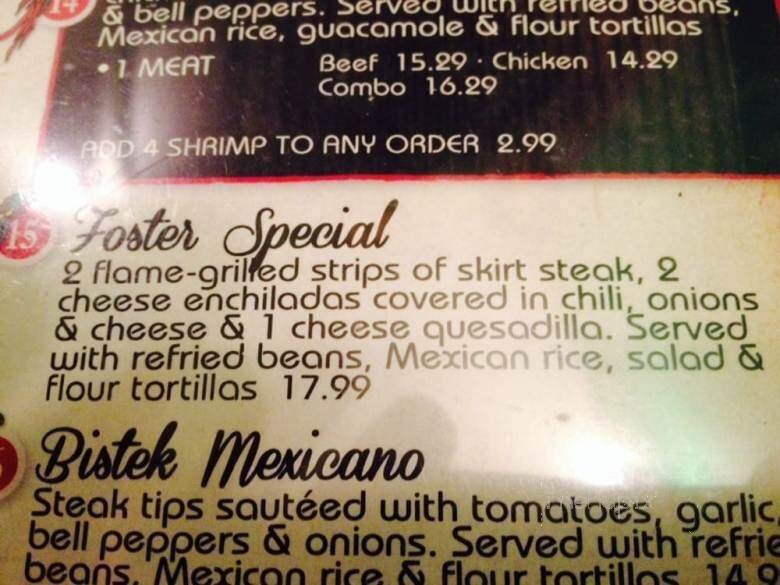 14
& bell peppers. Served with refried beans,
Mexican rice, guacamole & flour tortillas
• 1 MEAT Beef 15.29 · Chicken 14.29
Combo 16.29
ADD 4 SHRIMP TO ANY ORDER 2.99
15 Foster Special
2 flame-grilled strips of skirt steak, 2
cheese enchiladas covered in chili, onions
& cheese & 1 cheese quesadilla. Served
with refried beans, Mexican rice, salad &
flour tortillas 17.99
Bistek Mexicano
Steak tips sautéed with tomatoes, garlic,
bell peppers & onions. Served with refrie
beans, Mexican rice & flour tortillas 14.9